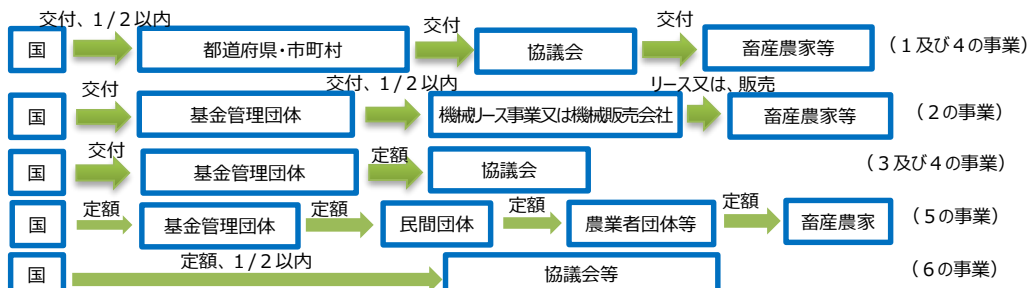 交付、1/2以内 交付 交付
国 都道府県・市町村 協議会 畜産農家等 （1及び4の事業）
交付 交付、1/2以内 リース又は、販売
国 基金管理団体 機械リース事業又は機械販売会社 畜産農家等 （2の事業）
交付 定額
国 基金管理団体 協議会 （3及び4の事業）
定額 定額 定額 定額
国 基金管理団体 民間団体 農業者団体等 畜産農家 （5の事業）
定額、1/2以内
国 協議会等 （6の事業）